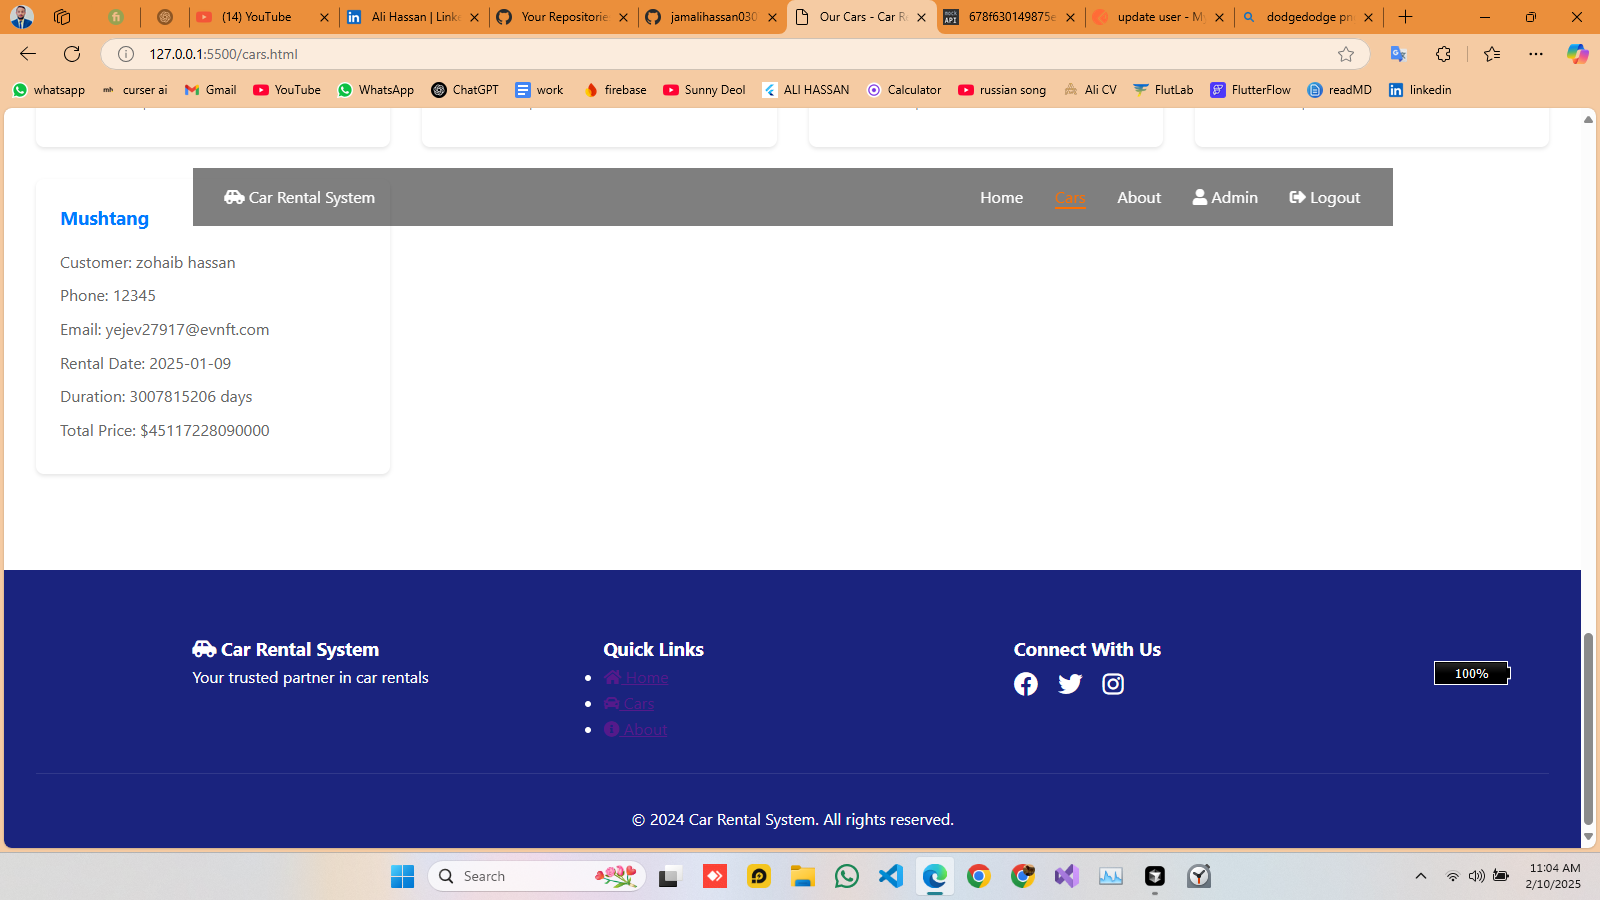 (14) YouTube
Ali Hassan | Linke
Your Repositorie
jamalihassan030
Our Cars - Car Re
678f630149875e
update user - My
dodgedodge pn
127.0.0.1:5500/cars.html
whatsapp
curser ai
Gmail
YouTube
WhatsApp
ChatGPT
work
firebase
Sunny Deol
ALI HASSAN
Calculator
russian song
Ali CV
FlutLab
FlutterFlow
readMD
linkedin
Car Rental System
Home
Cars
About
Admin
Logout
Mushtang
Customer: zohaib hassan
Phone: 12345
Email: yejev27917@evnft.com
Rental Date: 2025-01-09
Duration: 3007815206 days
Total Price: $45117228090000
Car Rental System
Your trusted partner in car rentals
Quick Links
Home
Cars
About
Connect With Us
100%
© 2024 Car Rental System. All rights reserved.
Search
11:04 AM
2/10/2025